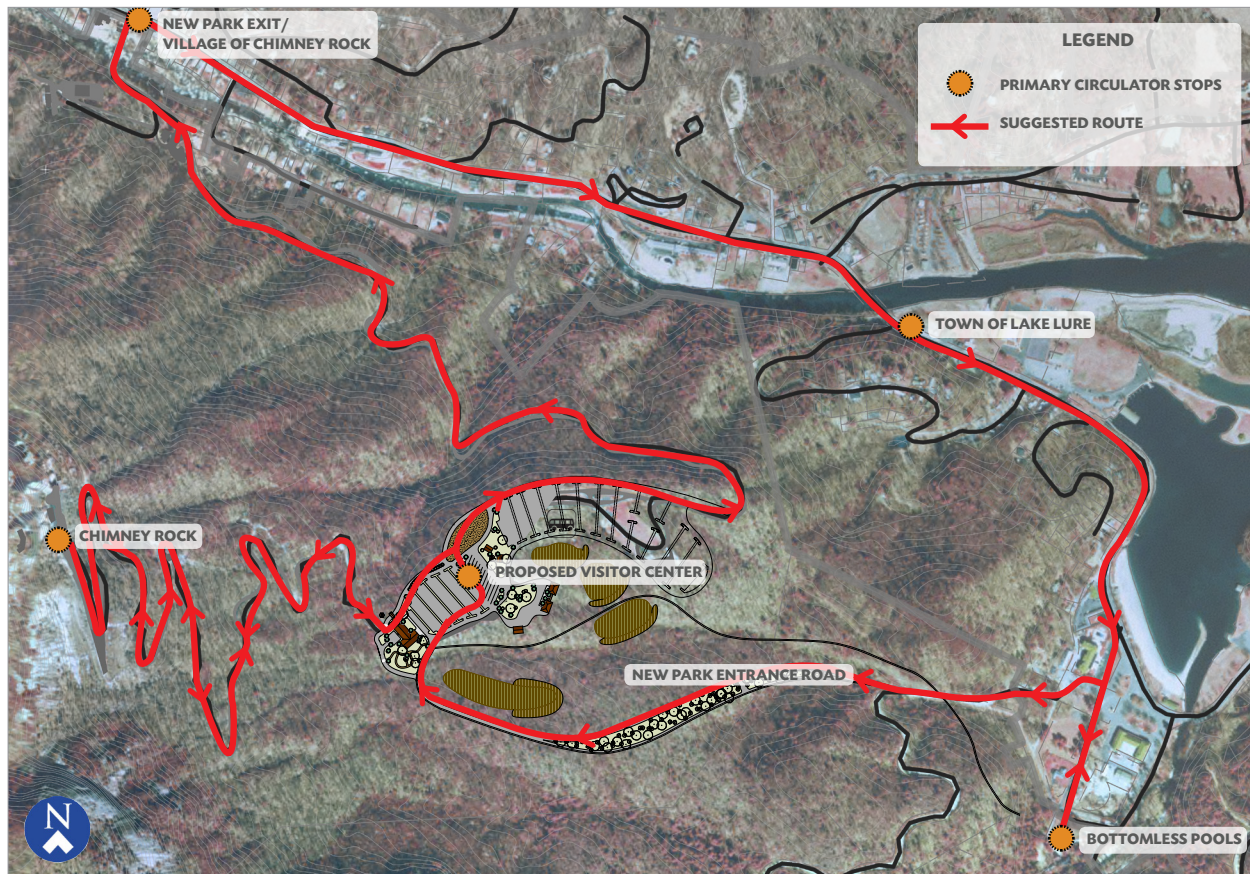 NEW PARK EXIT/
VILLAGE OF CHIMNEY ROCK
LEGEND
PRIMARY CIRCULATOR STOPS
SUGGESTED ROUTE
TOWN OF LAKE LURE
CHIMNEY ROCK
PROPOSED VISITOR CENTER
NEW PARK ENTRANCE ROAD
N
BOTTOMLESS POOLS